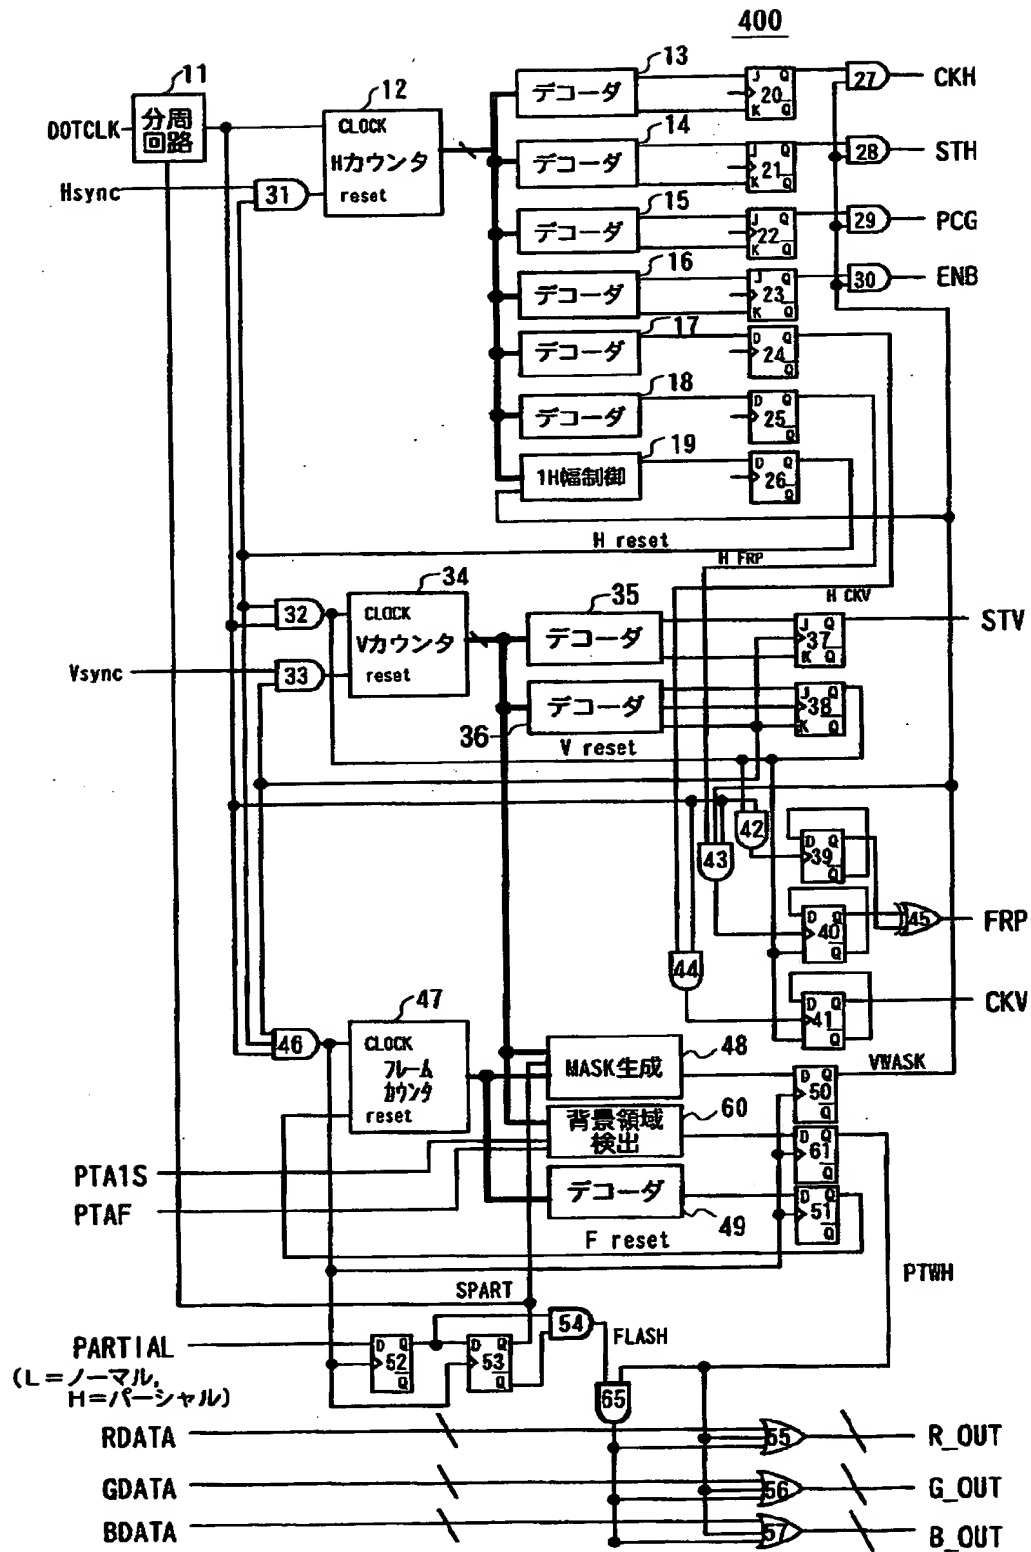 400
11
分周
回路
DOTCLK
12
CLOCK
Hカウンタ
reset
Hsync
31
13
デコーダ
J Q
20
K Q
27
CKH
14
デコーダ
J Q
21
K Q
28
STH
15
デコーダ
J Q
22
K Q
29
PCG
16
デコーダ
J Q
23
K Q
30
ENB
17
デコーダ
D Q
24
Q
18
デコーダ
D Q
25
Q
19
1H幅制御
D Q
26
Q
H reset
H FRP
H CKV
34
32
CLOCK
Vカウンタ
reset
Vsync
33
35
デコーダ
J Q
37
K Q
STV
36
デコーダ
J Q
38
K Q
V reset
42
43
44
D Q
39
Q
D Q
40
Q
45
FRP
D Q
41
Q
CKV
47
46
CLOCK
フレーム
カウンタ
reset
MASK生成
48
VMASK
D Q
50
Q
背景領域
検出
60
D Q
61
Q
PTA1S
PTAF
デコーダ
49
D Q
51
Q
F reset
PTWH
SPART
54
FLASH
PARTIAL
(L=ノーマル,
H=パーシャル)
D Q
52
Q
D Q
53
Q
65
RDATA
55
R_OUT
GDATA
56
G_OUT
BDATA
57
B_OUT